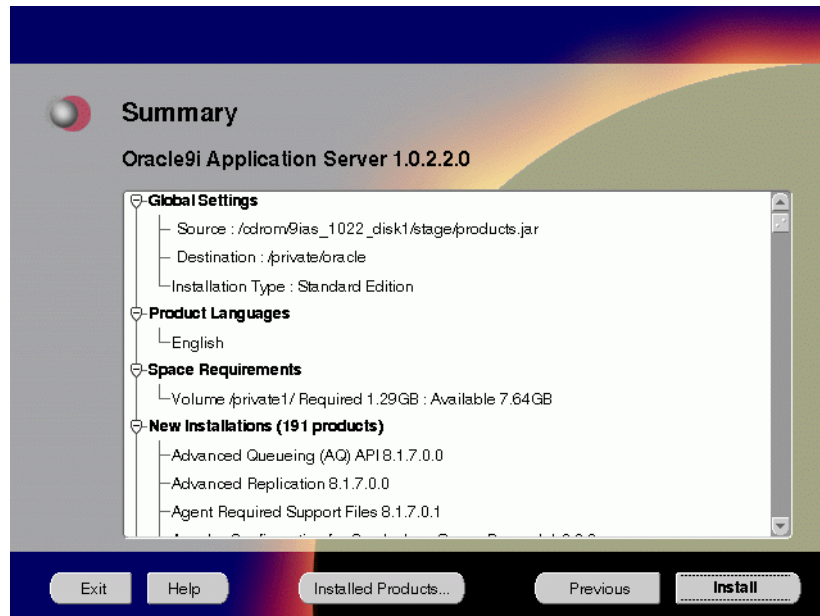 Summary
Oracle9i Application Server 1.0.2.2.0
Global Settings
Source : /cdrom/9ias_1022_disk1/stage/products.jar
Destination : /private/oracle
Installation Type : Standard Edition
Product Languages
English
Space Requirements
Volume /private1/ Required 1.29GB : Available 7.64GB
New Installations (191 products)
Advanced Queueing (AQ) API 8.1.7.0.0
Advanced Replication 8.1.7.0.0
Agent Required Support Files 8.1.7.0.1
Exit
Help
Installed Products...
Previous
Install